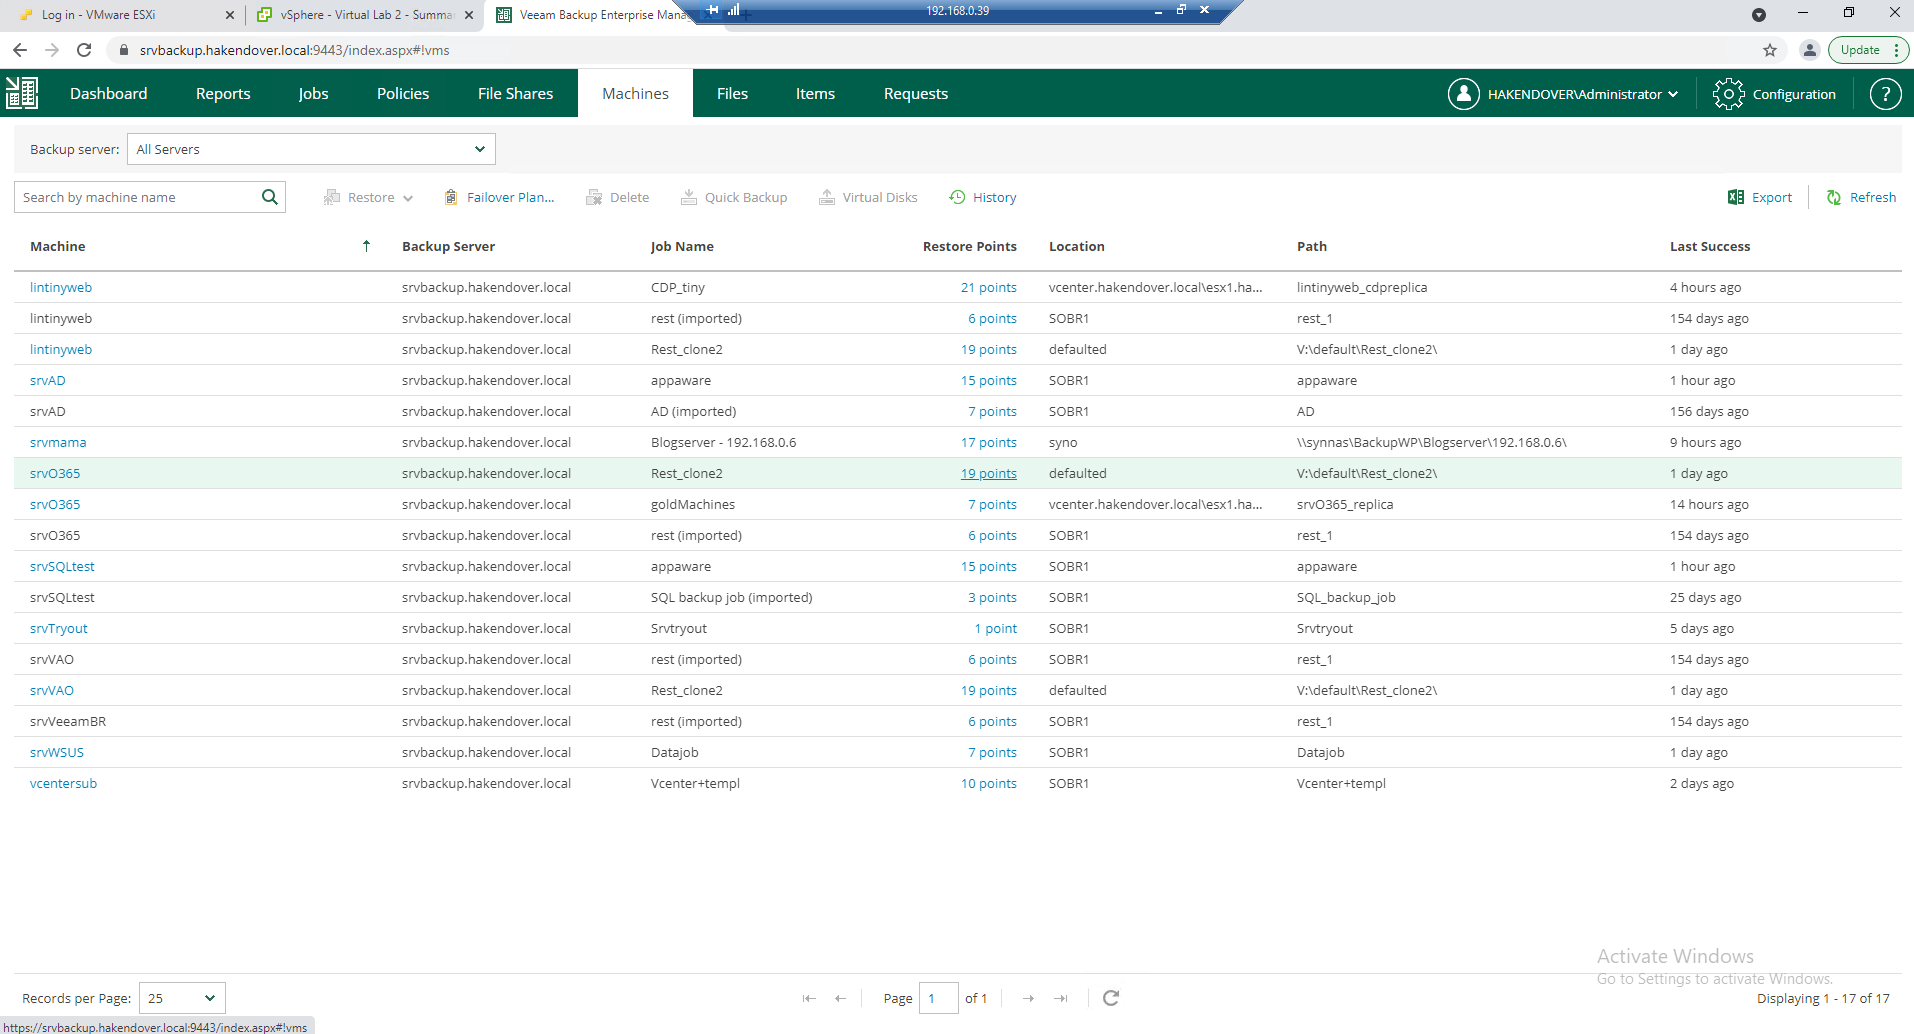 Log in - VMware ESXi
vSphere - Virtual Lab 2 - Summar
Veeam Backup Enterprise Mana
192.168.0.39
srvbackup.hakendover.local:9443/index.aspx#!vms
Update
Dashboard Reports Jobs Policies File Shares Machines Files Items Requests HAKENDOVER\Administrator Configuration ?
Backup server: All Servers
Search by machine name Restore Failover Plan... Delete Quick Backup Virtual Disks History Export Refresh
Machine Backup Server Job Name Restore Points Location Path Last Success
lintinyweb srvbackup.hakendover.local CDP_tiny 21 points vcenter.hakendover.local\esx1.ha... lintinyweb_cdpreplica 4 hours ago
lintinyweb srvbackup.hakendover.local rest (imported) 6 points SOBR1 rest_1 154 days ago
lintinyweb srvbackup.hakendover.local Rest_clone2 19 points defaulted V:\default\Rest_clone2\ 1 day ago
srvAD srvbackup.hakendover.local appaware 15 points SOBR1 appaware 1 hour ago
srvAD srvbackup.hakendover.local AD (imported) 7 points SOBR1 AD 156 days ago
srvmama srvbackup.hakendover.local Blogserver - 192.168.0.6 17 points syno \\synnas\BackupWP\Blogserver\192.168.0.6\ 9 hours ago
srvO365 srvbackup.hakendover.local Rest_clone2 19 points defaulted V:\default\Rest_clone2\ 1 day ago
srvO365 srvbackup.hakendover.local goldMachines 7 points vcenter.hakendover.local\esx1.ha... srvO365_replica 14 hours ago
srvO365 srvbackup.hakendover.local rest (imported) 6 points SOBR1 rest_1 154 days ago
srvSQLtest srvbackup.hakendover.local appaware 15 points SOBR1 appaware 1 hour ago
srvSQLtest srvbackup.hakendover.local SQL backup job (imported) 3 points SOBR1 SQL_backup_job 25 days ago
srvTryout srvbackup.hakendover.local Srvtryout 1 point SOBR1 Srvtryout 5 days ago
srvVAO srvbackup.hakendover.local rest (imported) 6 points SOBR1 rest_1 154 days ago
srvVAO srvbackup.hakendover.local Rest_clone2 19 points defaulted V:\default\Rest_clone2\ 1 day ago
srvVeeamBR srvbackup.hakendover.local rest (imported) 6 points SOBR1 rest_1 154 days ago
srvWSUS srvbackup.hakendover.local Datajob 7 points SOBR1 Datajob 1 day ago
vcentersub srvbackup.hakendover.local Vcenter+templ 10 points SOBR1 Vcenter+templ 2 days ago
Activate Windows
Go to Settings to activate Windows.
Records per Page: 25 Page 1 of 1 Displaying 1 - 17 of 17
https://srvbackup.hakendover.local:9443/index.aspx#!vms